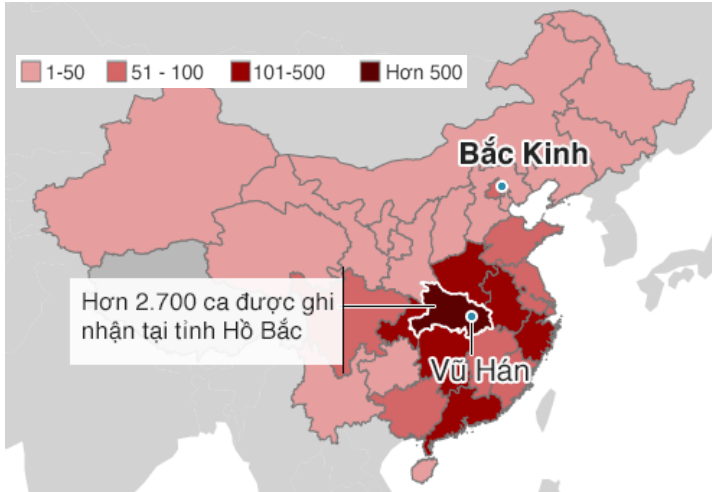 1-50
51 - 100
101-500
Hơn 500
Bắc Kinh
Hơn 2.700 ca được ghi
nhận tại tỉnh Hồ Bắc
Vũ Hán